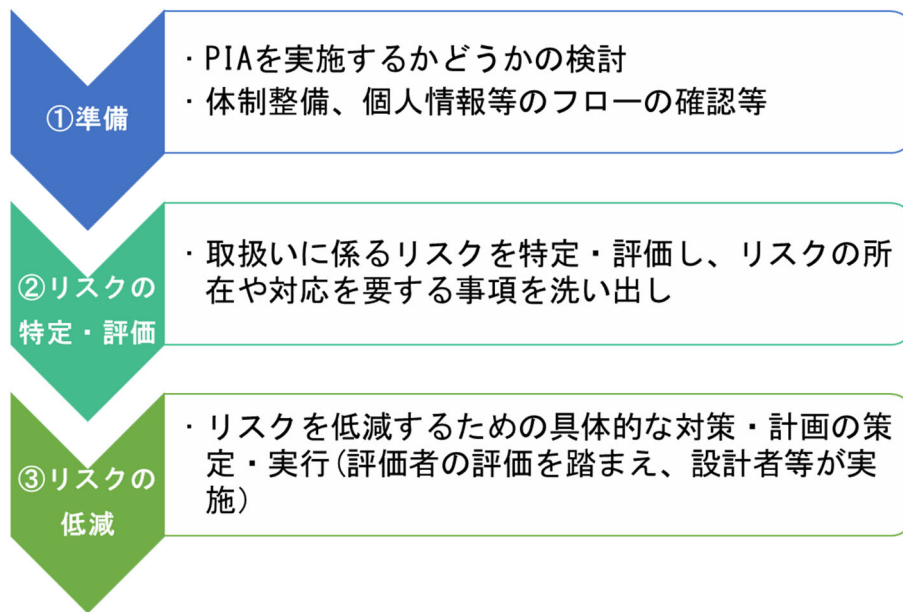 ①準備
・PIAを実施するかどうかの検討
・体制整備、個人情報等のフローの確認等
②リスクの
特定・評価
・取扱いに係るリスクを特定・評価し、リスクの所
在や対応を要する事項を洗い出し
③リスクの
低減
・リスクを低減するための具体的な対策・計画の策
定・実行(評価者の評価を踏まえ、設計者等が実
施)